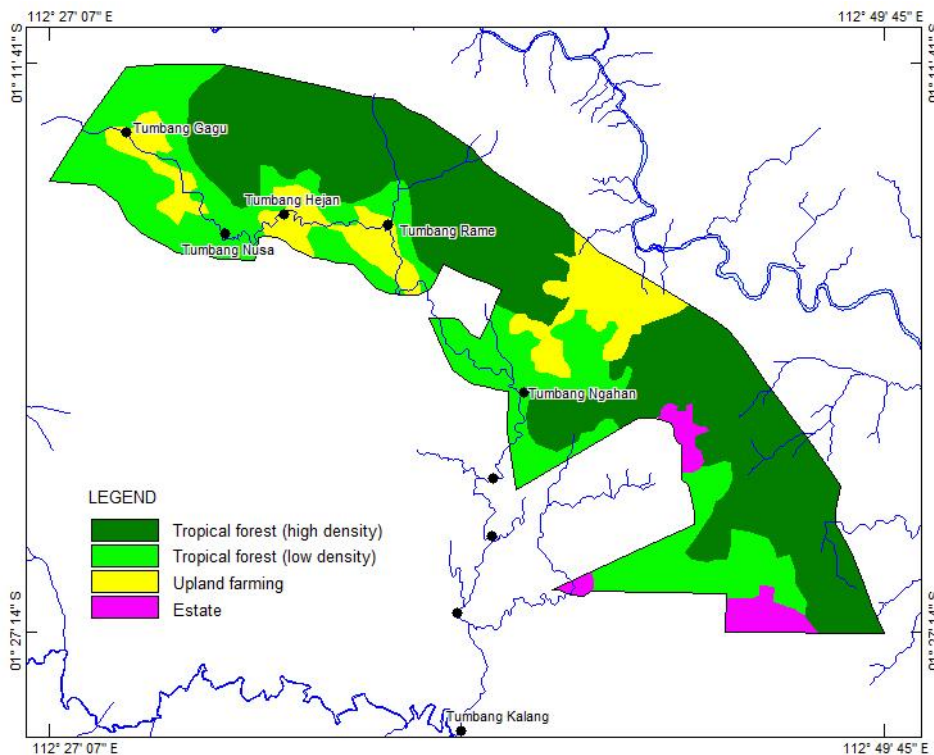 112° 27' 07" E
112° 49' 45" E
01° 11' 41" S
01° 11' 41" S
Tumbang Gagu
Tumbang Hejan
Tumbang Rame
Tumbang Nusa
Tumbang Ngahan
LEGEND
Tropical forest (high density)
Tropical forest (low density)
Upland farming
Estate
01° 27' 14" S
01° 27' 14" S
Tumbang Kalang
112° 27' 07" E
112° 49' 45" E